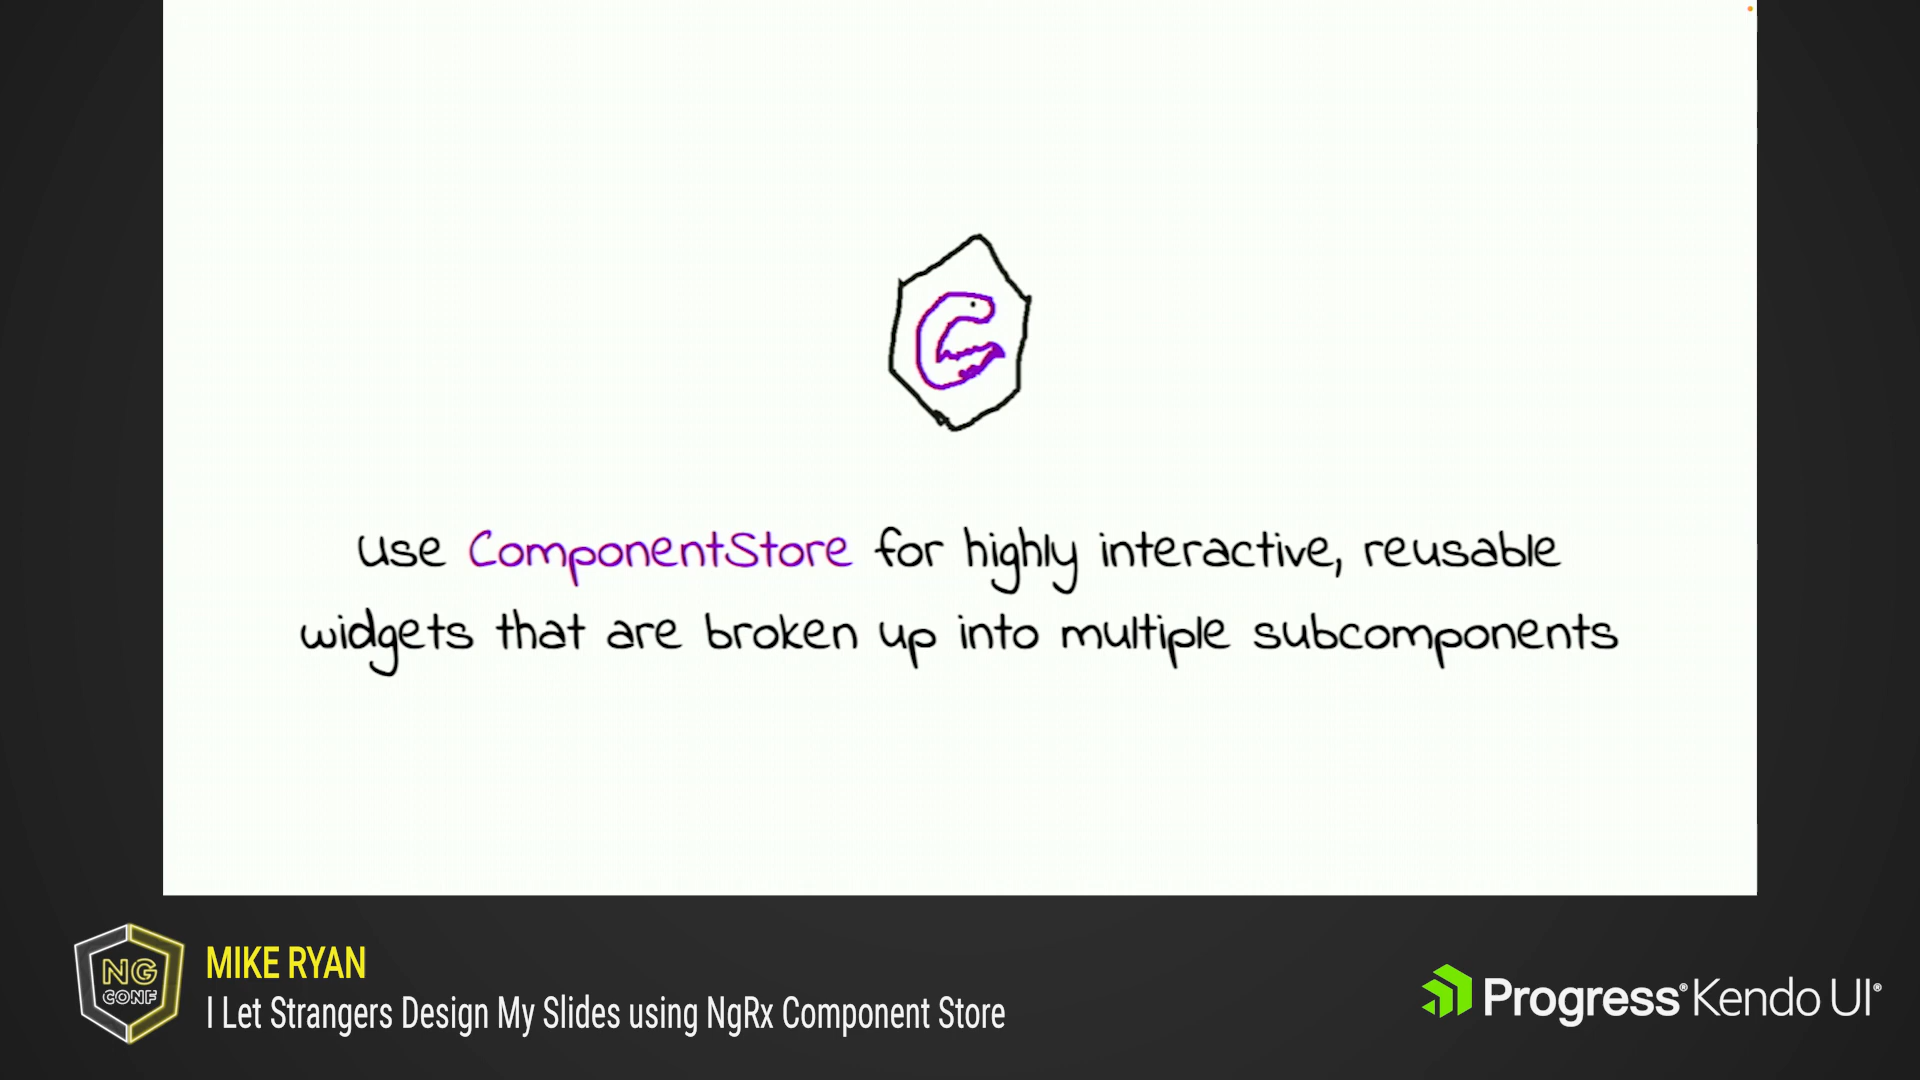 Use ComponentStore for highly interactive, reusable
widgets that are broken up into multiple subcomponents
NG
CONF
MIKE RYAN
I Let Strangers Design My Slides using NgRx Component Store
Progress® Kendo UI®